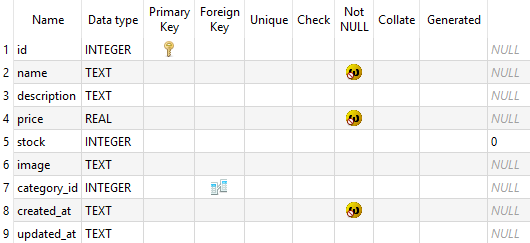 Name Data type Primary Key Foreign Key Unique Check Not NULL Collate Generated
1 id INTEGER NULL
2 name TEXT NULL
3 description TEXT NULL
4 price REAL NULL
5 stock INTEGER 0
6 image TEXT NULL
7 category_id INTEGER NULL
8 created_at TEXT NULL
9 updated_at TEXT NULL